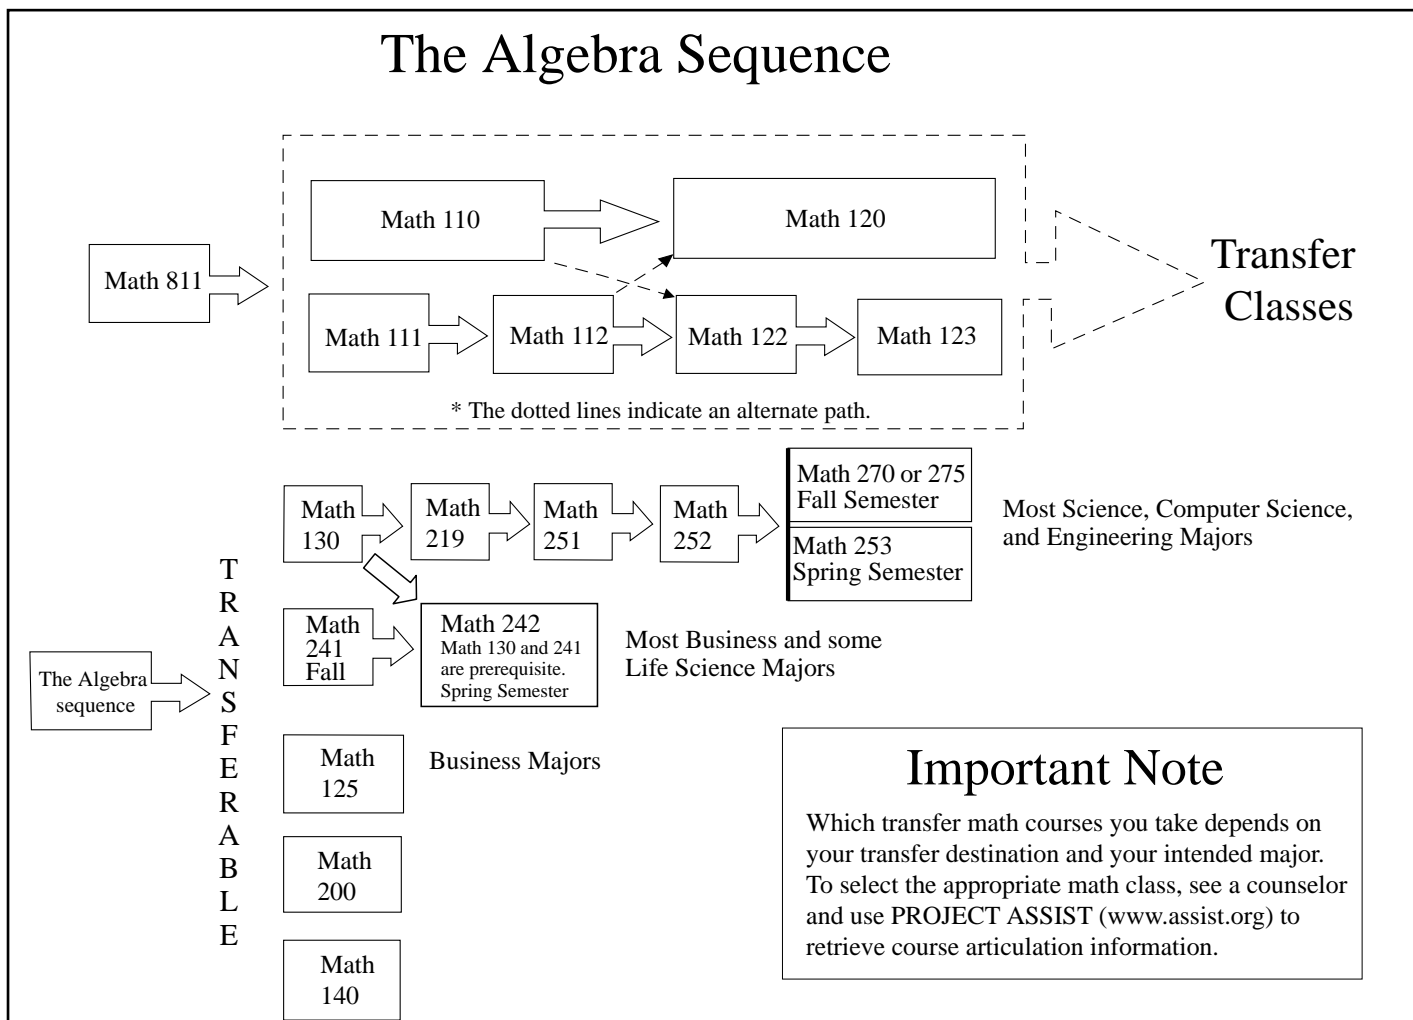 The Algebra Sequence
Math 110
Math 120
Math 811
Transfer
Classes
Math 111
Math 112
Math 122
Math 123
* The dotted lines indicate an alternate path.
Math
130
Math
219
Math
251
Math
252
Math 270 or 275
Fall Semester
Math 253
Spring Semester
Most Science, Computer Science,
and Engineering Majors
The Algebra
sequence
TRANSFERABLE
Math
241
Fall
Math 242
Math 130 and 241
are prerequisite.
Spring Semester
Most Business and some
Life Science Majors
Math
125
Business Majors
Math
200
Math
140
Important Note
Which transfer math courses you take depends on
your transfer destination and your intended major.
To select the appropriate math class, see a counselor
and use PROJECT ASSIST (www.assist.org) to
retrieve course articulation information.